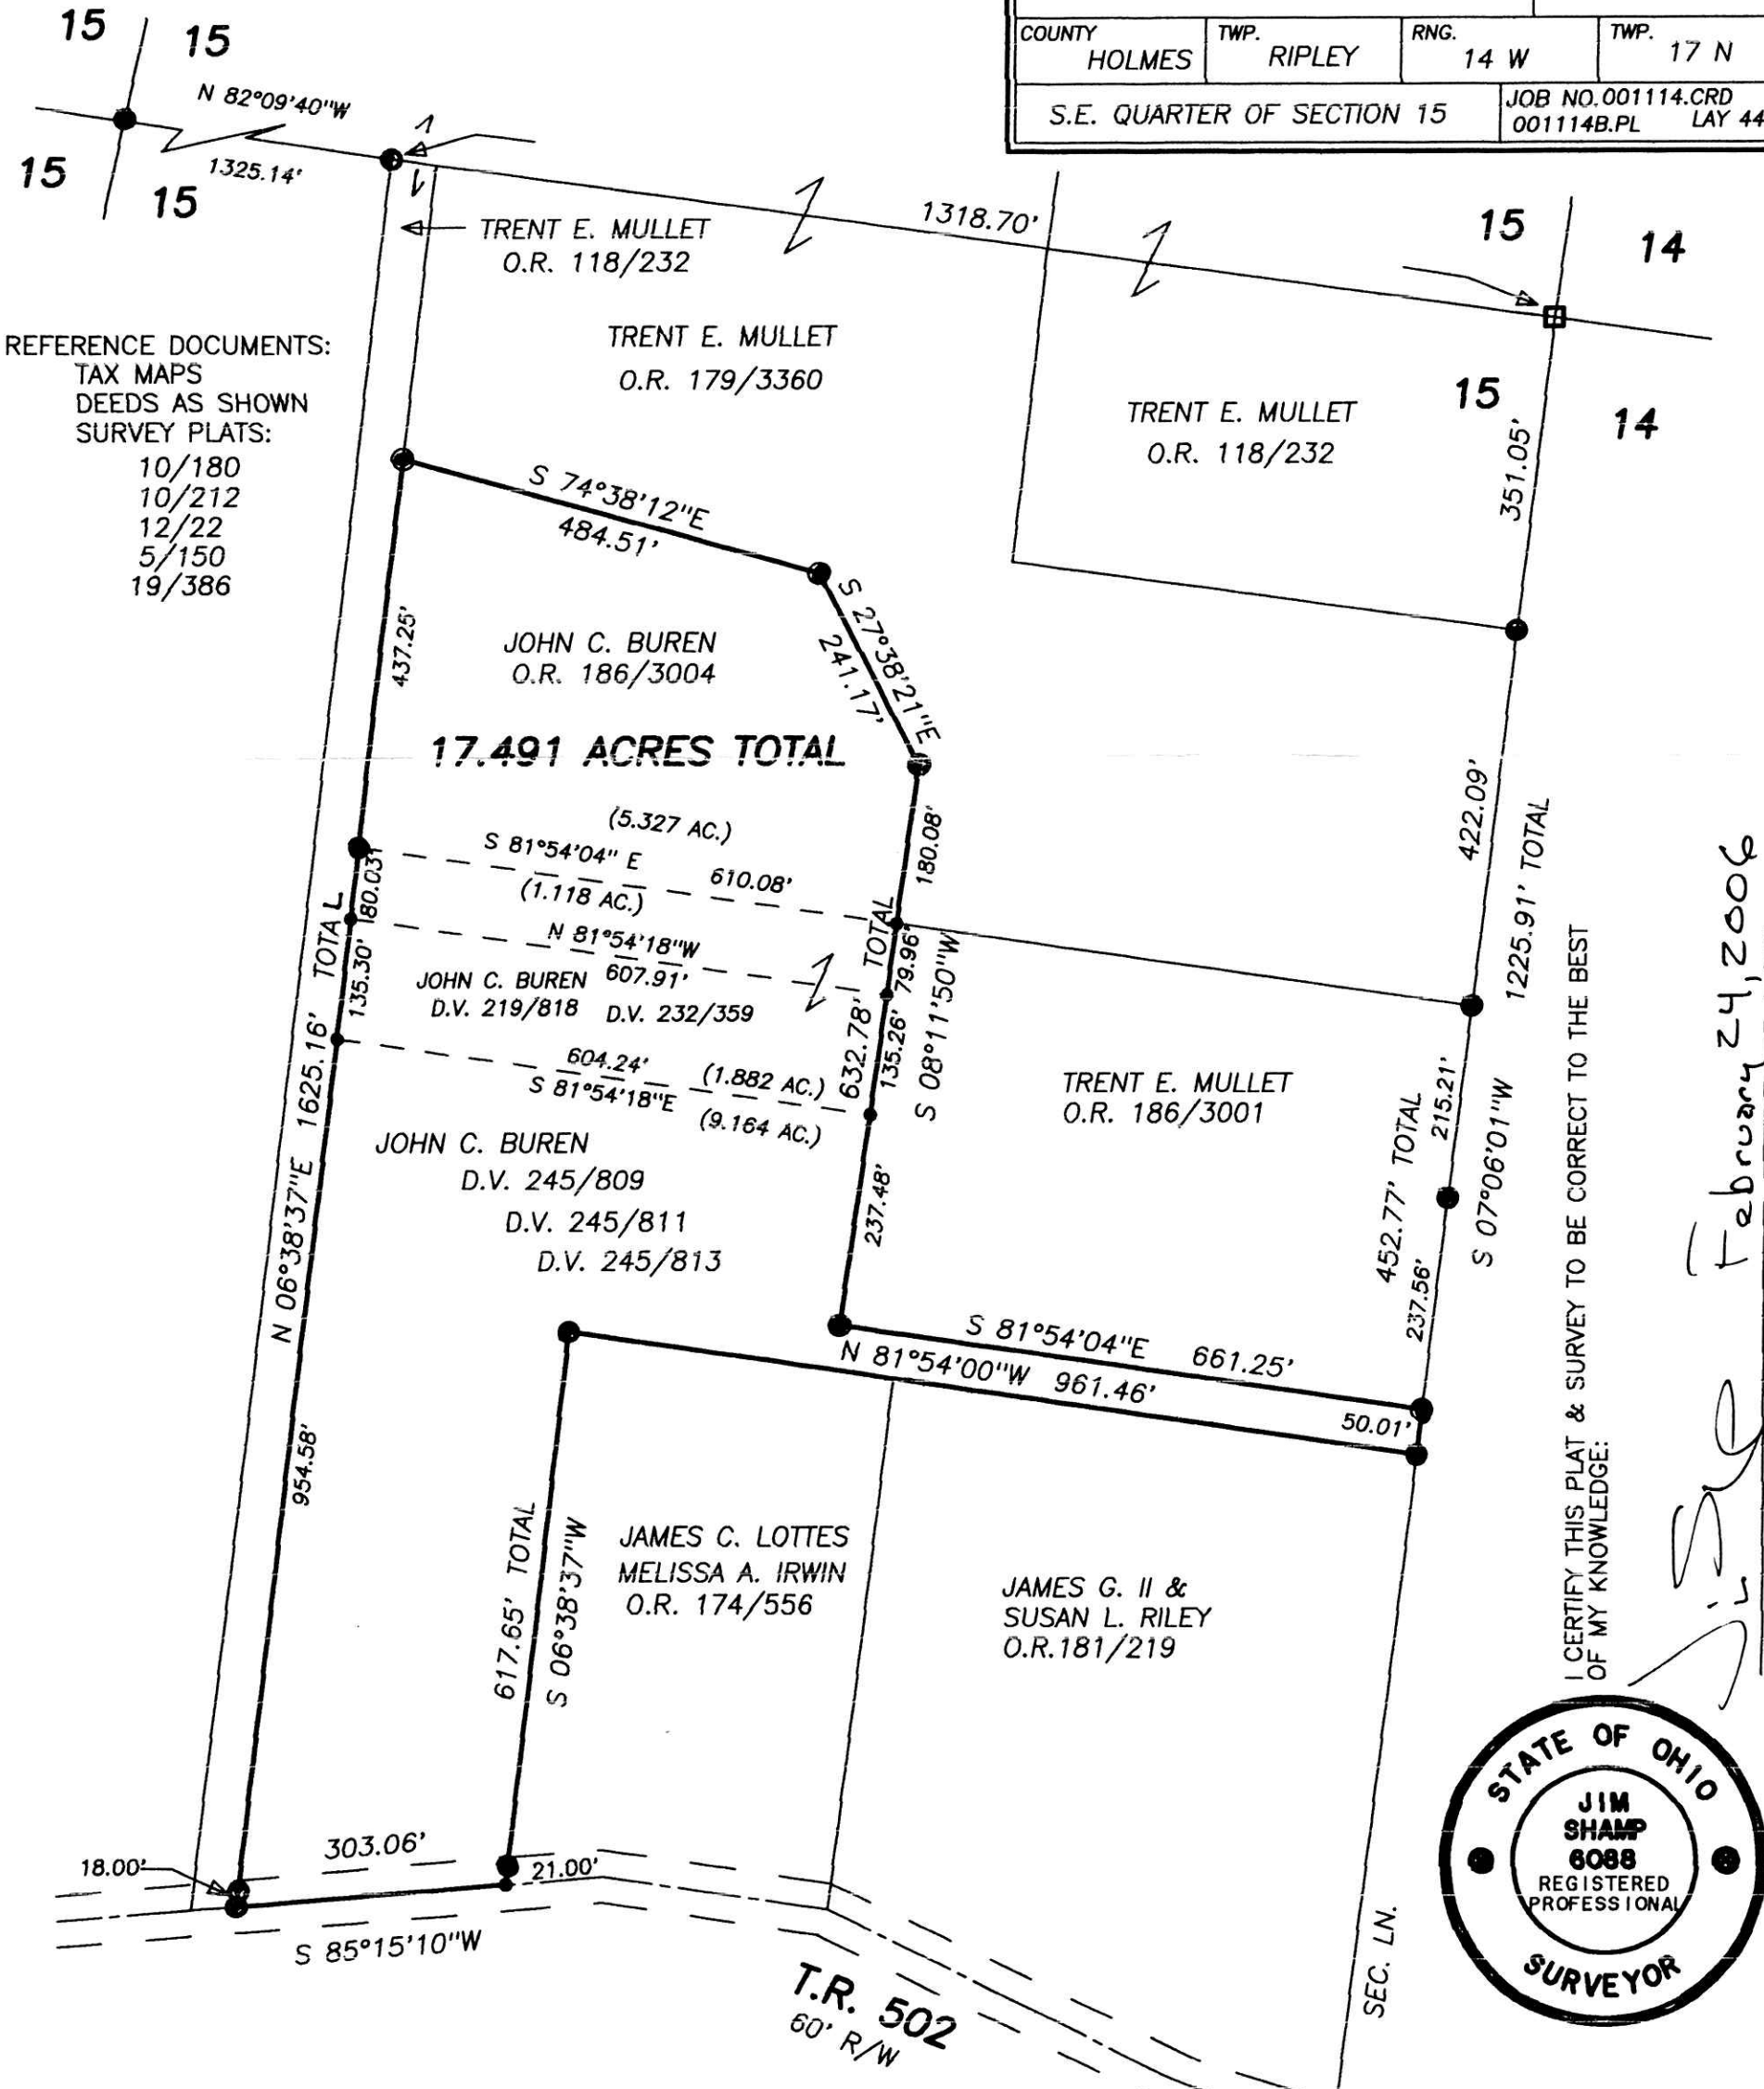 COUNTY
HOLMES
TWP.
RIPLEY
RNG.
14 W
TWP.
17 N
S.E. QUARTER OF SECTION 15
JOB NO. 001114.CRD
001114B.PL LAY 44
15
15
15
15
N 82°09'40"W
1325.14'
1318.70'
15
14
15
14
TRENT E. MULLET
O.R. 118/232
TRENT E. MULLET
O.R. 179/3360
TRENT E. MULLET
O.R. 118/232
351.05'
REFERENCE DOCUMENTS:
TAX MAPS
DEEDS AS SHOWN
SURVEY PLATS:
10/180
10/212
12/22
5/150
19/386
S 74°38'12"E
484.51'
S 27°38'21"E
241.17'
437.25'
JOHN C. BUREN
O.R. 186/3004
17.491 ACRES TOTAL
(5.327 AC.)
S 81°54'04" E
610.08'
(1.118 AC.)
N 81°54'18"W
607.91'
JOHN C. BUREN
D.V. 219/818 D.V. 232/359
604.24'
S 81°54'18"E
(1.882 AC.)
(9.164 AC.)
180.08'
79.96'
135.26'
632.78' TOTAL
S 08°11'50"W
237.48'
80.03'
135.30'
N 06°38'37"E 1625.16' TOTAL
954.58'
JOHN C. BUREN
D.V. 245/809
D.V. 245/811
D.V. 245/813
TRENT E. MULLET
O.R. 186/3001
422.09'
1225.91' TOTAL
215.21'
452.77' TOTAL
S 07°06'01"W
237.56'
S 81°54'04"E 661.25'
N 81°54'00"W 961.46'
50.01'
617.65' TOTAL
S 06°38'37"W
JAMES C. LOTTES
MELISSA A. IRWIN
O.R. 174/556
JAMES G. II &
SUSAN L. RILEY
O.R.181/219
303.06'
18.00'
21.00'
S 85°15'10"W
T.R. 502
60' R/W
SEC. LN.
I CERTIFY THIS PLAT & SURVEY TO BE CORRECT TO THE BEST
OF MY KNOWLEDGE:
February 24, 2006
STATE OF OHIO
JIM
SHAMP
6088
REGISTERED
PROFESSIONAL
SURVEYOR